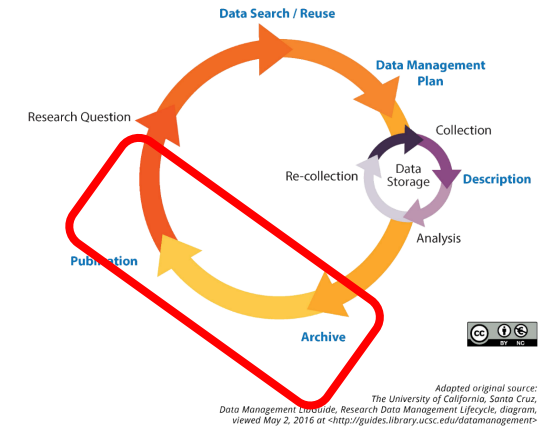 Data Search / Reuse
Data Management
Plan
Research Question
Collection
Re-collection
Data
Storage
Description
Analysis
Publication
Archive
cc
BY NC
Adapted original source:
The University of California, Santa Cruz,
Data Management LibGuide, Research Data Management Lifecycle, diagram,
viewed May 2, 2016 at <http://guides.library.ucsc.edu/datamanagement>